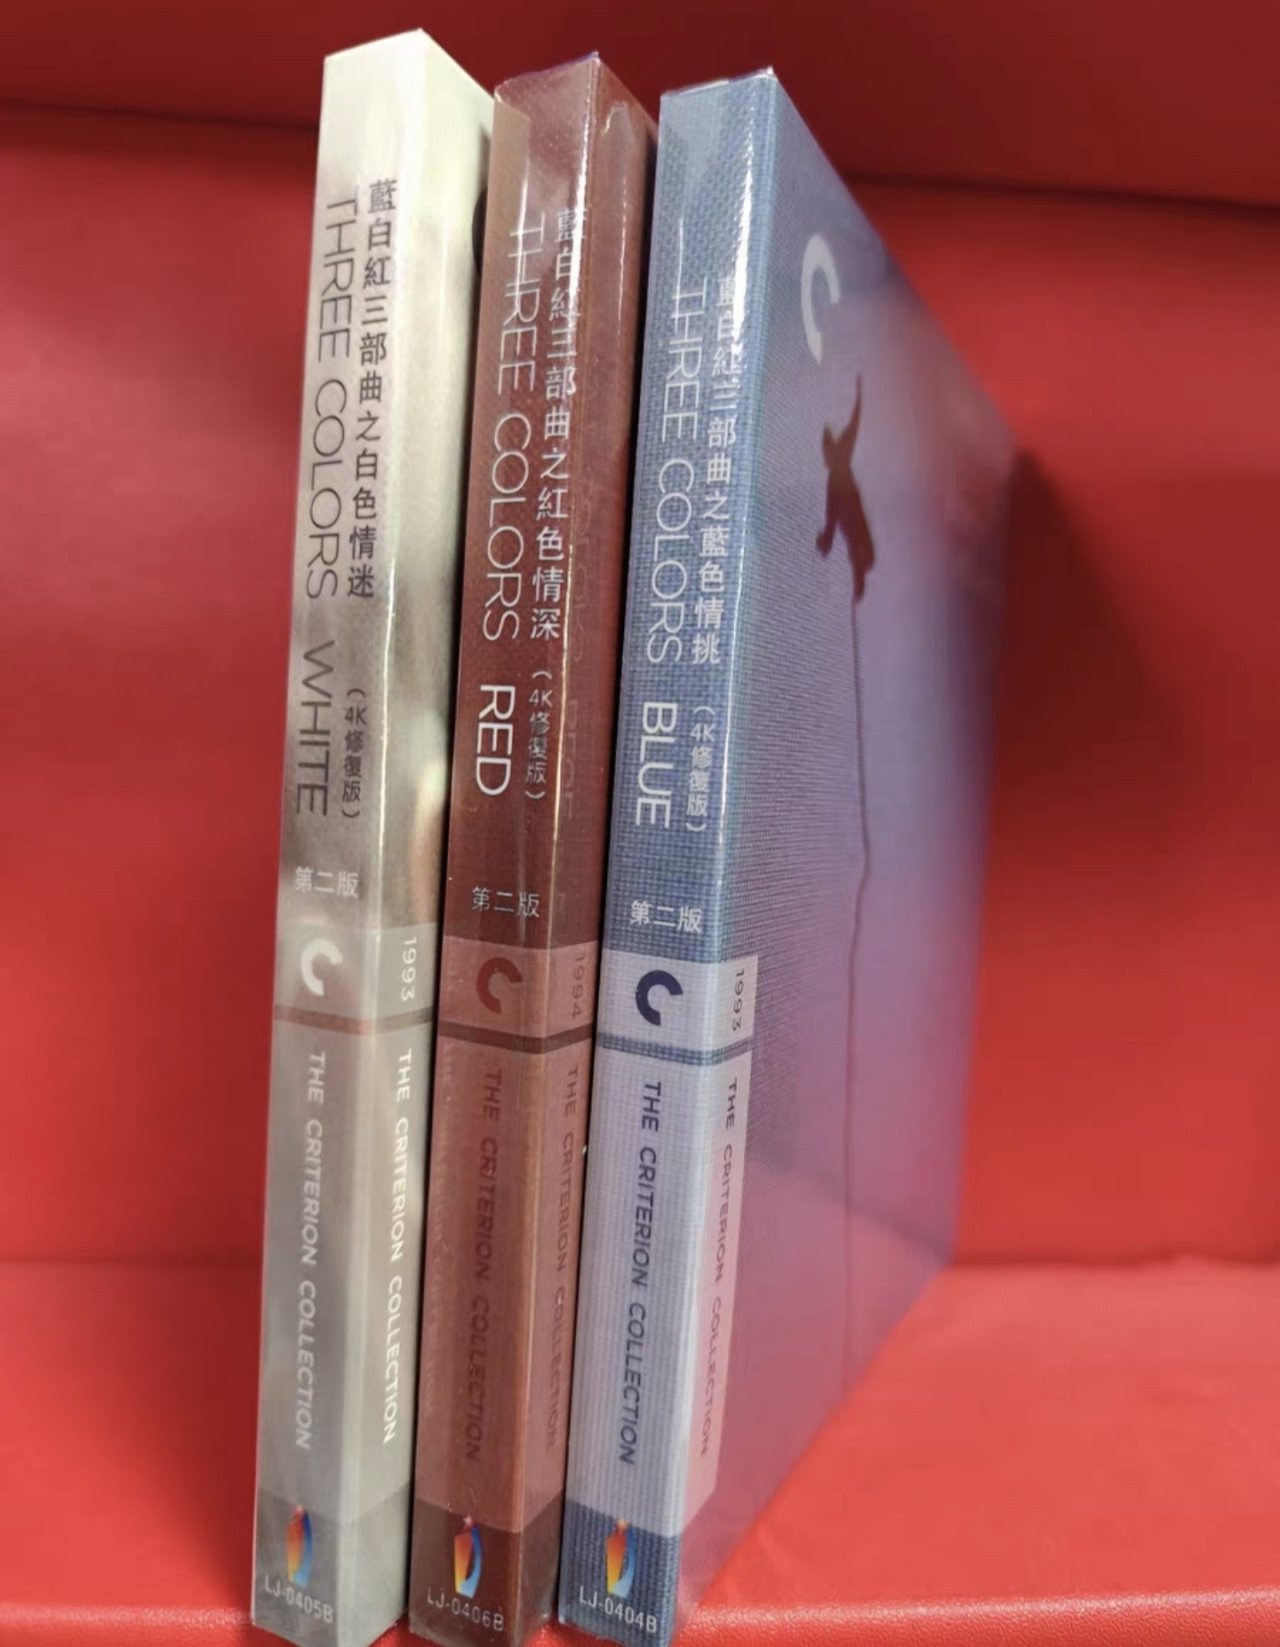 藍白紅三部曲之白色情迷
(4K修復版)
THREE COLORS WHITE
第二版
1993
THE CRITERION COLLECTION
THE CRITERION COLLECTION
LJ-0405B
藍白紅三部曲之紅色情深
(4K修復版)
THREE COLORS RED
第二版
1994
THE CRITERION COLLECTION
THE CRITERION COLLECTION
LJ-0406B
藍白紅三部曲之藍色情挑
(4K修復版)
THREE COLORS BLUE
第二版
1993
THE CRITERION COLLECTION
THE CRITERION COLLECTION
LJ-0404B